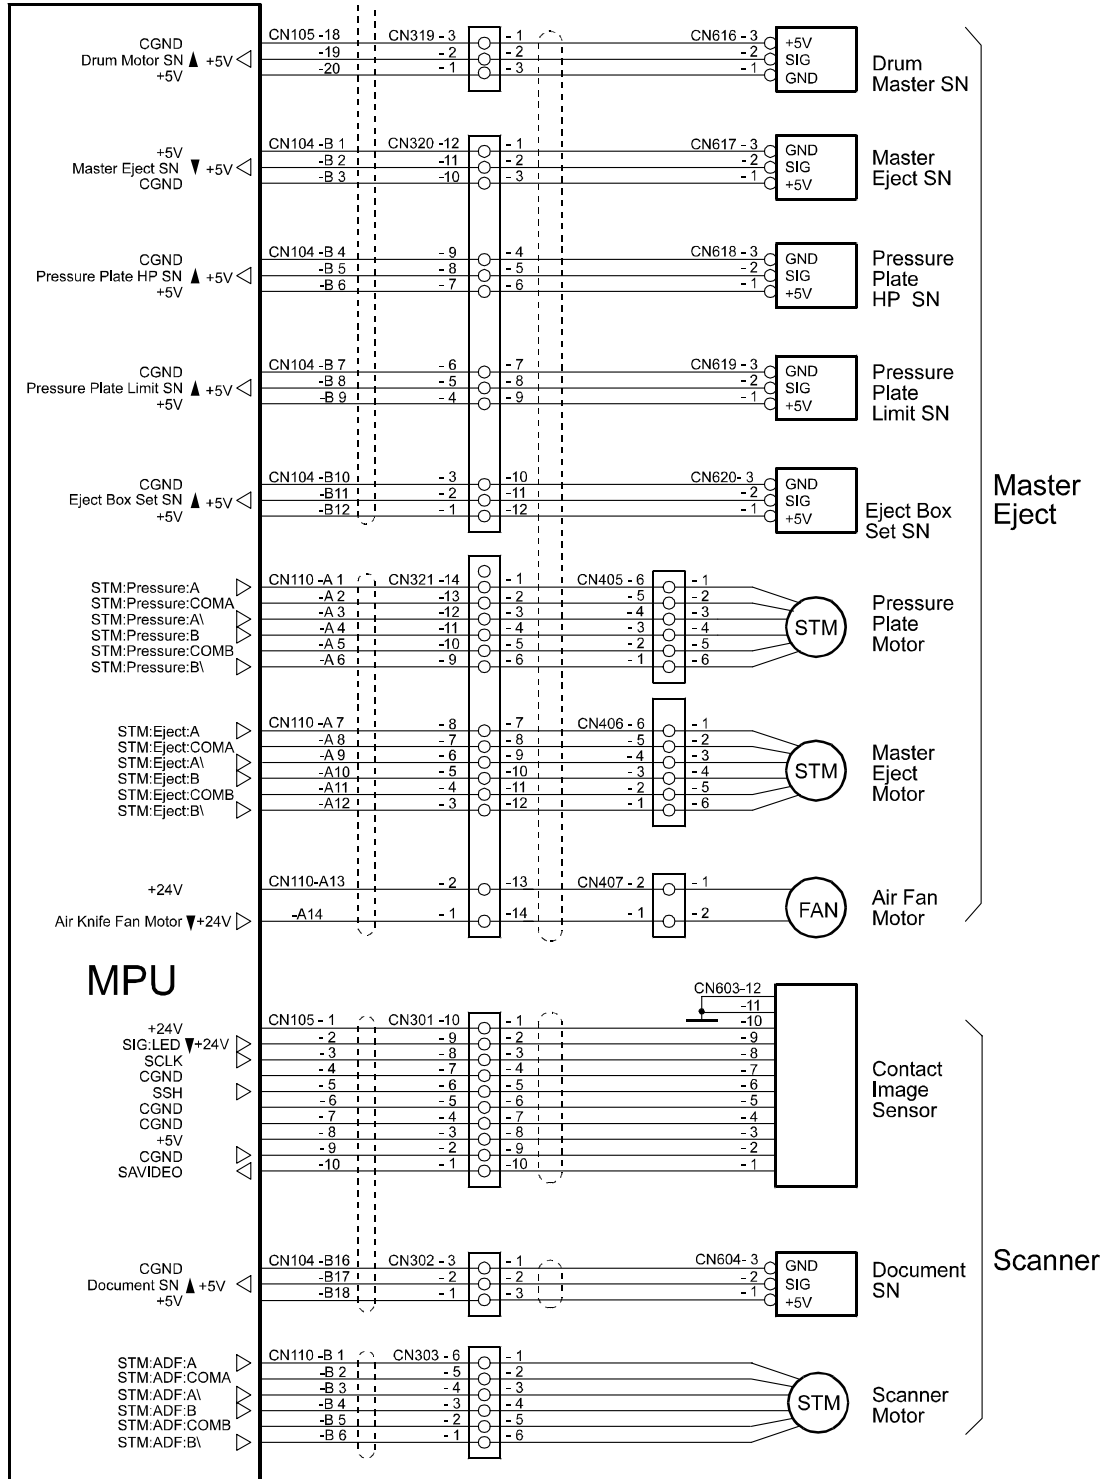 CGND CN105-18 CN319 - 3 - 1 CN616 - 3 +5V
Drum Motor SN ▲ +5V -19 - 2 - 2 - 2 SIG Drum
+5V -20 - 1 - 3 - 1 GND Master SN
+5V CN104 -B 1 CN320 -12 - 1 CN617 - 3 GND Master
Master Eject SN ▼ +5V -B 2 -11 - 2 - 2 SIG Eject SN
CGND -B 3 -10 - 3 - 1 +5V
CGND CN104 -B 4 - 9 - 4 CN618 - 3 GND Pressure
Pressure Plate HP SN ▲ +5V -B 5 - 8 - 5 - 2 SIG Plate
+5V -B 6 - 7 - 6 - 1 +5V HP SN
CGND CN104 -B 7 - 6 - 7 CN619 - 3 GND Pressure
Pressure Plate Limit SN ▲ +5V -B 8 - 5 - 8 - 2 SIG Plate
+5V -B 9 - 4 - 9 - 1 +5V Limit SN
CGND CN104 -B10 - 3 -10 CN620- 3 GND
Eject Box Set SN ▲ +5V -B11 - 2 -11 - 2 SIG Eject Box
+5V -B12 - 1 -12 - 1 +5V Set SN
Master
Eject
STM:Pressure:A CN110 -A 1 CN321 -14 - 1 CN405 - 6 - 1
STM:Pressure:COMA -A 2 -13 - 2 - 5 - 2 Pressure
STM:Pressure:A\ -A 3 -12 - 3 - 4 - 3 Plate
STM:Pressure:B -A 4 -11 - 4 - 3 - 4 STM Motor
STM:Pressure:COMB -A 5 -10 - 5 - 2 - 5
STM:Pressure:B\ -A 6 - 9 - 6 - 1 - 6
STM:Eject:A CN110 -A 7 - 8 - 7 CN406 - 6 - 1
STM:Eject:COMA -A 8 - 7 - 8 - 5 - 2 Master
STM:Eject:A\ -A 9 - 6 - 9 - 4 - 3 Eject
STM:Eject:B -A10 - 5 -10 - 3 - 4 STM Motor
STM:Eject:COMB -A11 - 4 -11 - 2 - 5
STM:Eject:B\ -A12 - 3 -12 - 1 - 6
+24V CN110-A13 - 2 -13 CN407 - 2 - 1 Air Fan
Air Knife Fan Motor ▼+24V -A14 - 1 -14 - 1 - 2 FAN Motor
MPU
CN603-12
-11
+24V CN105 - 1 CN301 -10 - 1 -10
SIG:LED ▼+24V - 2 - 9 - 2 - 9
SCLK - 3 - 8 - 3 - 8
CGND - 4 - 7 - 4 - 7 Contact
SSH - 5 - 6 - 5 - 6 Image
CGND - 6 - 5 - 6 - 5 Sensor
CGND - 7 - 4 - 7 - 4
+5V - 8 - 3 - 8 - 3
CGND - 9 - 2 - 9 - 2
SAVIDEO -10 - 1 -10 - 1
CGND CN104 -B16 CN302 - 3 - 1 CN604- 3 GND Document
Document SN ▲ +5V -B17 - 2 - 2 - 2 SIG SN
+5V -B18 - 1 - 3 - 1 +5V
Scanner
STM:ADF:A CN110 -B 1 CN303 - 6 - 1
STM:ADF:COMA -B 2 - 5 - 2
STM:ADF:A\ -B 3 - 4 - 3 Scanner
STM:ADF:B -B 4 - 3 - 4 STM Motor
STM:ADF:COMB -B 5 - 2 - 5
STM:ADF:B\ -B 6 - 1 - 6